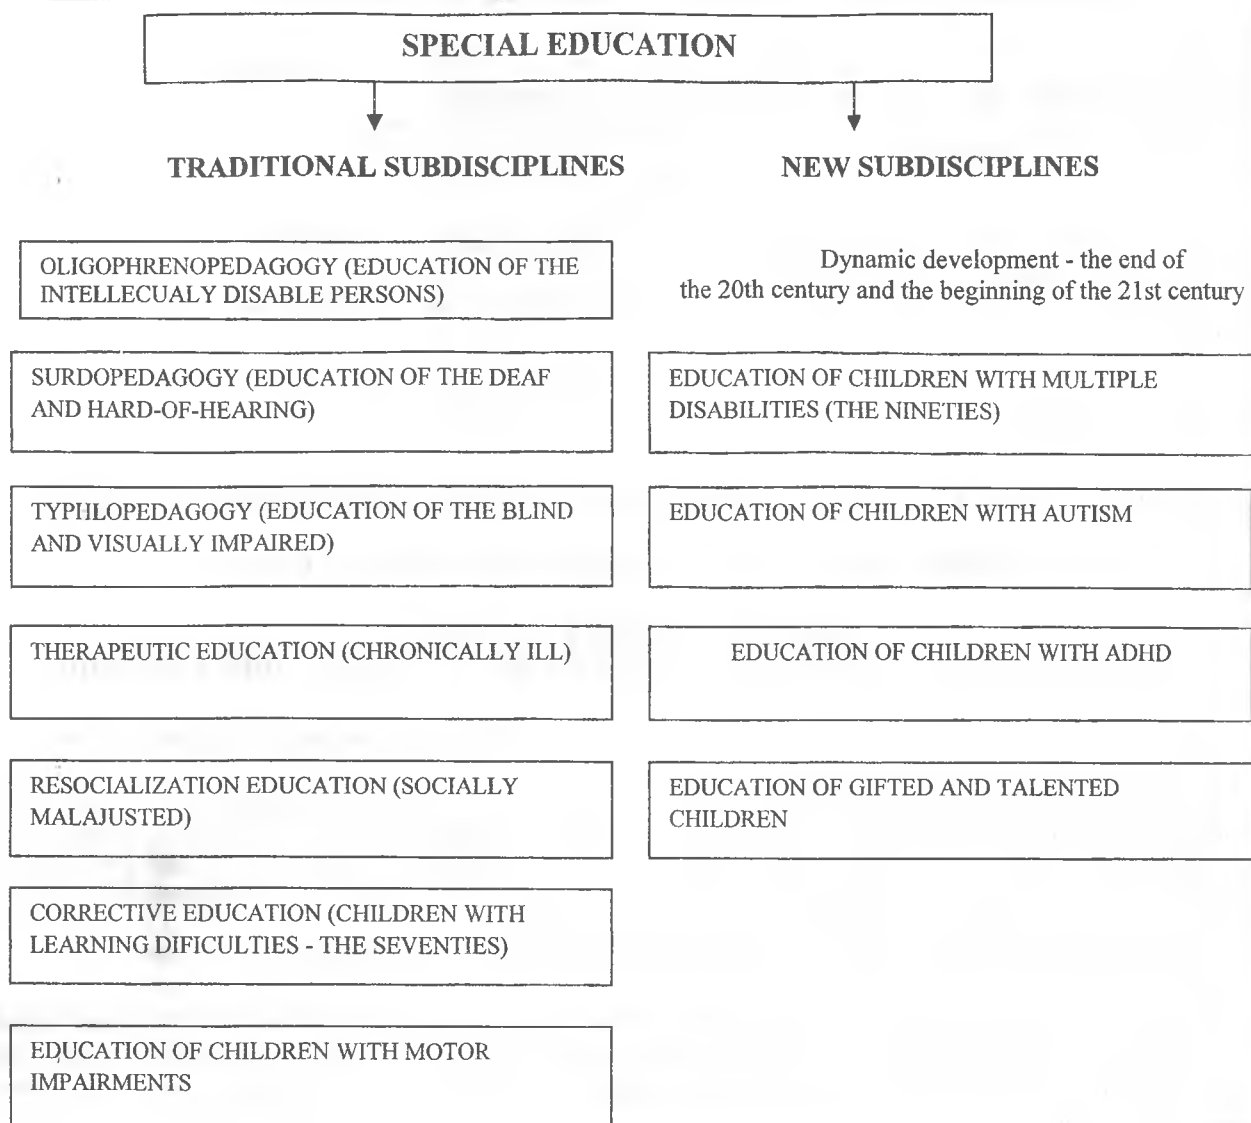 SPECIAL EDUCATION
TRADITIONAL SUBDISCIPLINES
NEW SUBDISCIPLINES
OLIGOPHRENOPEDAGOGY (EDUCATION OF THE
INTELLECUALY DISABLE PERSONS)
SURDOPEDAGOGY (EDUCATION OF THE DEAF
AND HARD-OF-HEARING)
TYPHLOPEDAGOGY (EDUCATION OF THE BLIND
AND VISUALLY IMPAIRED)
THERAPEUTIC EDUCATION (CHRONICALLY ILL)
RESOCIALIZATION EDUCATION (SOCIALLY
MALAJUSTED)
CORRECTIVE EDUCATION (CHILDREN WITH
LEARNING DIFICULTIES - THE SEVENTIES)
EDUCATION OF CHILDREN WITH MOTOR
IMPAIRMENTS
Dynamic development - the end of
the 20th century and the beginning of the 21st century
EDUCATION OF CHILDREN WITH MULTIPLE
DISABILITIES (THE NINETIES)
EDUCATION OF CHILDREN WITH AUTISM
EDUCATION OF CHILDREN WITH ADHD
EDUCATION OF GIFTED AND TALENTED
CHILDREN